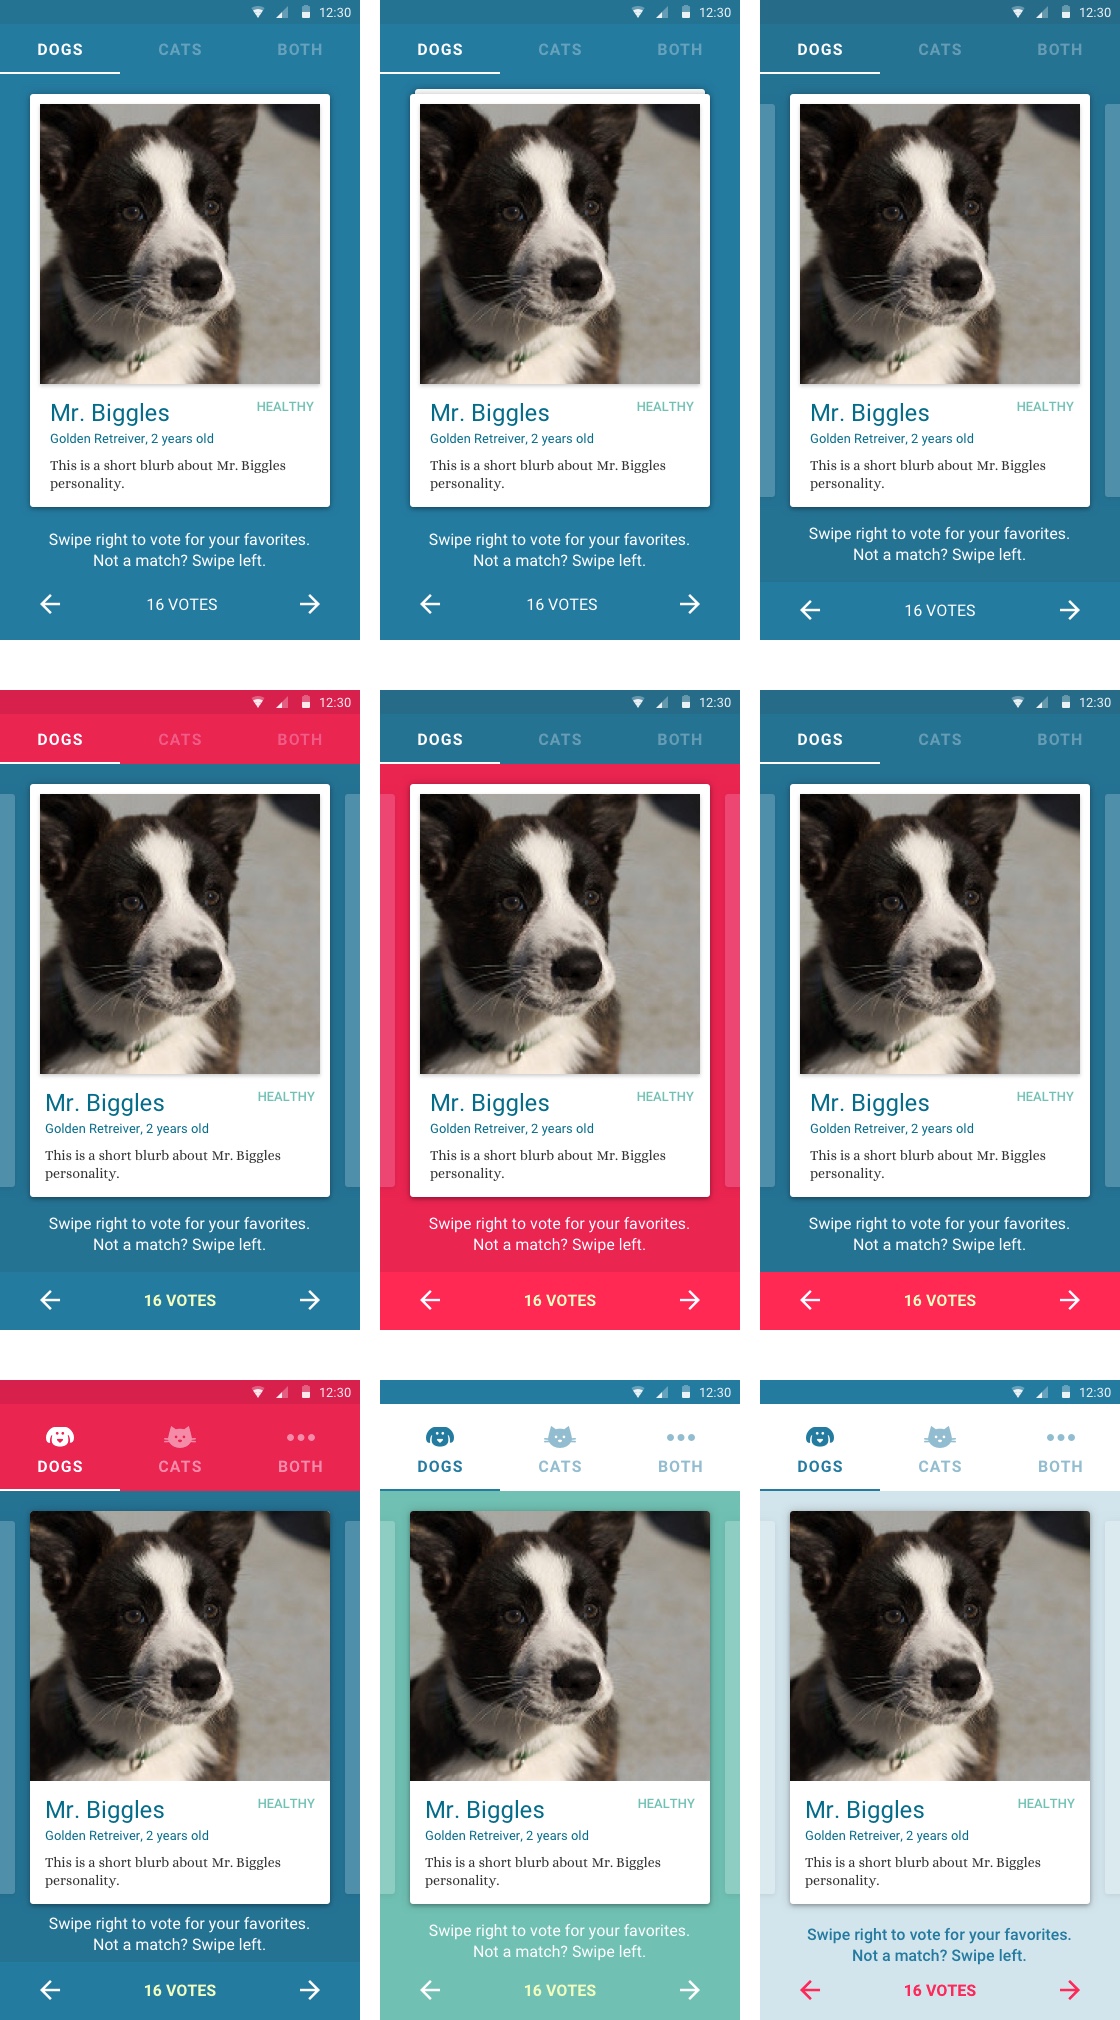 12:30
DOGS CATS BOTH
Mr. Biggles HEALTHY
Golden Retreiver, 2 years old
This is a short blurb about Mr. Biggles
personality.
Swipe right to vote for your favorites.
Not a match? Swipe left.
16 VOTES
12:30
DOGS CATS BOTH
Mr. Biggles HEALTHY
Golden Retreiver, 2 years old
This is a short blurb about Mr. Biggles
personality.
Swipe right to vote for your favorites.
Not a match? Swipe left.
16 VOTES
12:30
DOGS CATS BOTH
Mr. Biggles HEALTHY
Golden Retreiver, 2 years old
This is a short blurb about Mr. Biggles
personality.
Swipe right to vote for your favorites.
Not a match? Swipe left.
16 VOTES
12:30
DOGS CATS BOTH
Mr. Biggles HEALTHY
Golden Retreiver, 2 years old
This is a short blurb about Mr. Biggles
personality.
Swipe right to vote for your favorites.
Not a match? Swipe left.
16 VOTES
12:30
DOGS CATS BOTH
Mr. Biggles HEALTHY
Golden Retreiver, 2 years old
This is a short blurb about Mr. Biggles
personality.
Swipe right to vote for your favorites.
Not a match? Swipe left.
16 VOTES
12:30
DOGS CATS BOTH
Mr. Biggles HEALTHY
Golden Retreiver, 2 years old
This is a short blurb about Mr. Biggles
personality.
Swipe right to vote for your favorites.
Not a match? Swipe left.
16 VOTES
12:30
DOGS CATS BOTH
Mr. Biggles HEALTHY
Golden Retreiver, 2 years old
This is a short blurb about Mr. Biggles
personality.
Swipe right to vote for your favorites.
Not a match? Swipe left.
16 VOTES
12:30
DOGS CATS BOTH
Mr. Biggles HEALTHY
Golden Retreiver, 2 years old
This is a short blurb about Mr. Biggles
personality.
Swipe right to vote for your favorites.
Not a match? Swipe left.
16 VOTES
12:30
DOGS CATS BOTH
Mr. Biggles HEALTHY
Golden Retreiver, 2 years old
This is a short blurb about Mr. Biggles
personality.
Swipe right to vote for your favorites.
Not a match? Swipe left.
16 VOTES